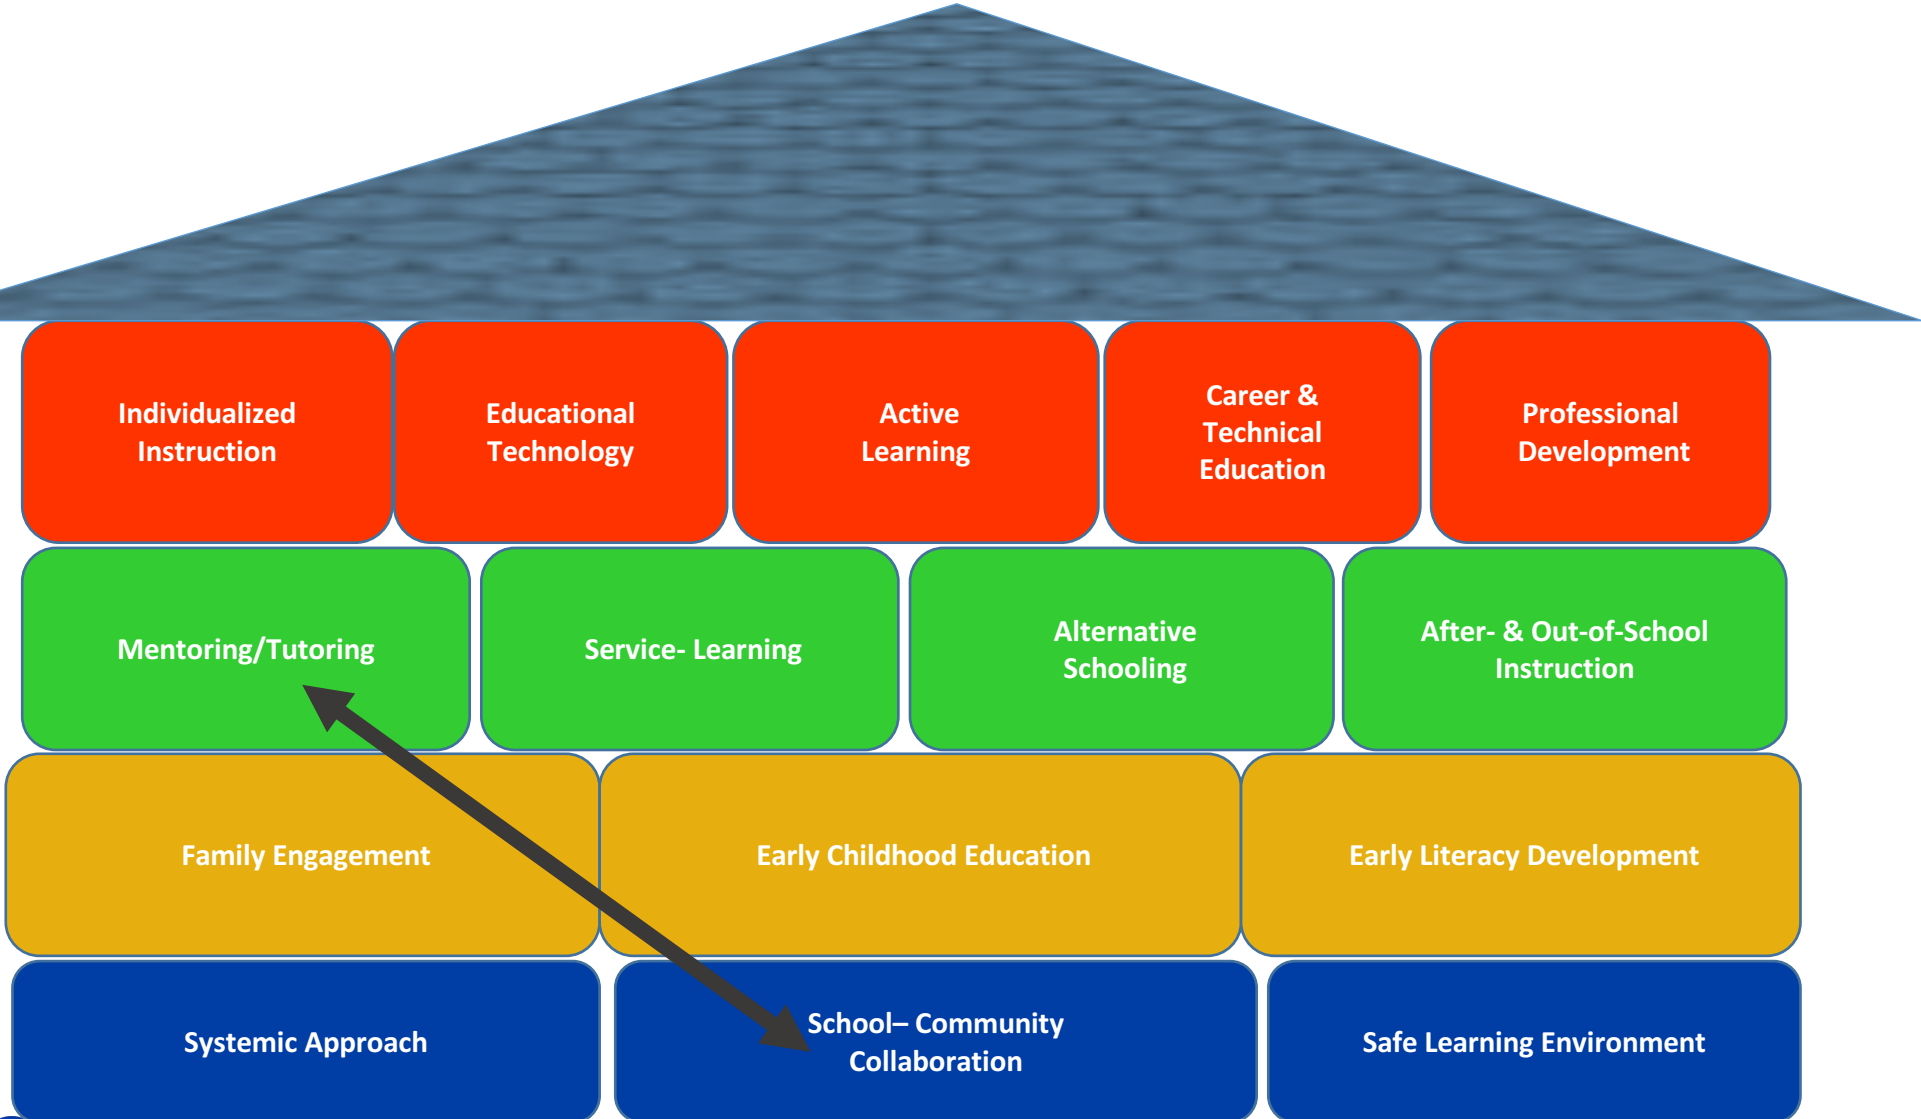 Individualized
Instruction
Educational
Technology
Active
Learning
Career &
Technical
Education
Professional
Development
Mentoring/Tutoring
Service- Learning
Alternative
Schooling
After- & Out-of-School
Instruction
Family Engagement
Early Childhood Education
Early Literacy Development
Systemic Approach
School– Community
Collaboration
Safe Learning Environment